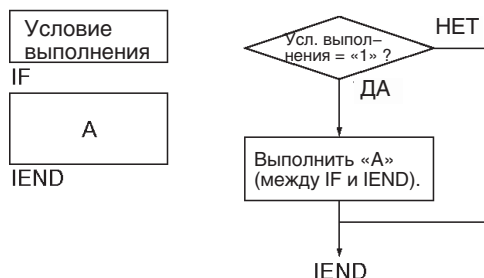 Условие
выполнения
IF
A
IEND
Усл. выпол–
нения = «1» ?
НЕТ
ДА
Выполнить «A»
(между IF и IEND).
IEND